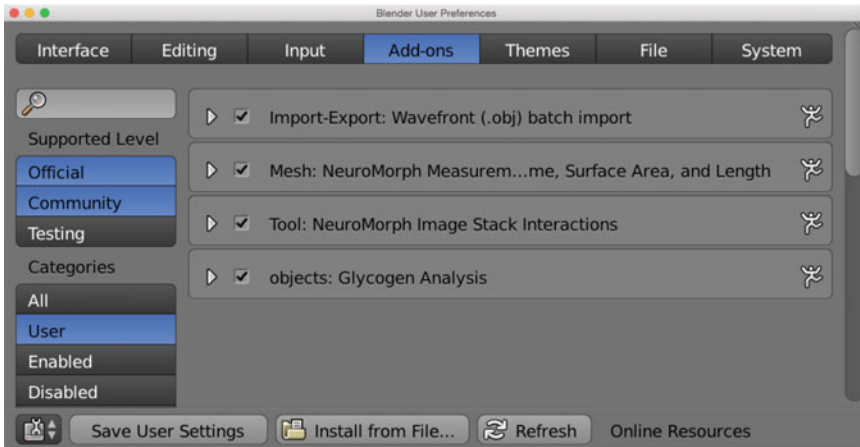 Blender User Preferences
Interface Editing Input Add-ons Themes File System
Supported Level
Official
Community
Testing
Categories
All
User
Enabled
Disabled
Import-Export: Wavefront (.obj) batch import
Mesh: NeuroMorph Measurem...me, Surface Area, and Length
Tool: NeuroMorph Image Stack Interactions
objects: Glycogen Analysis
Save User Settings Install from File... Refresh Online Resources